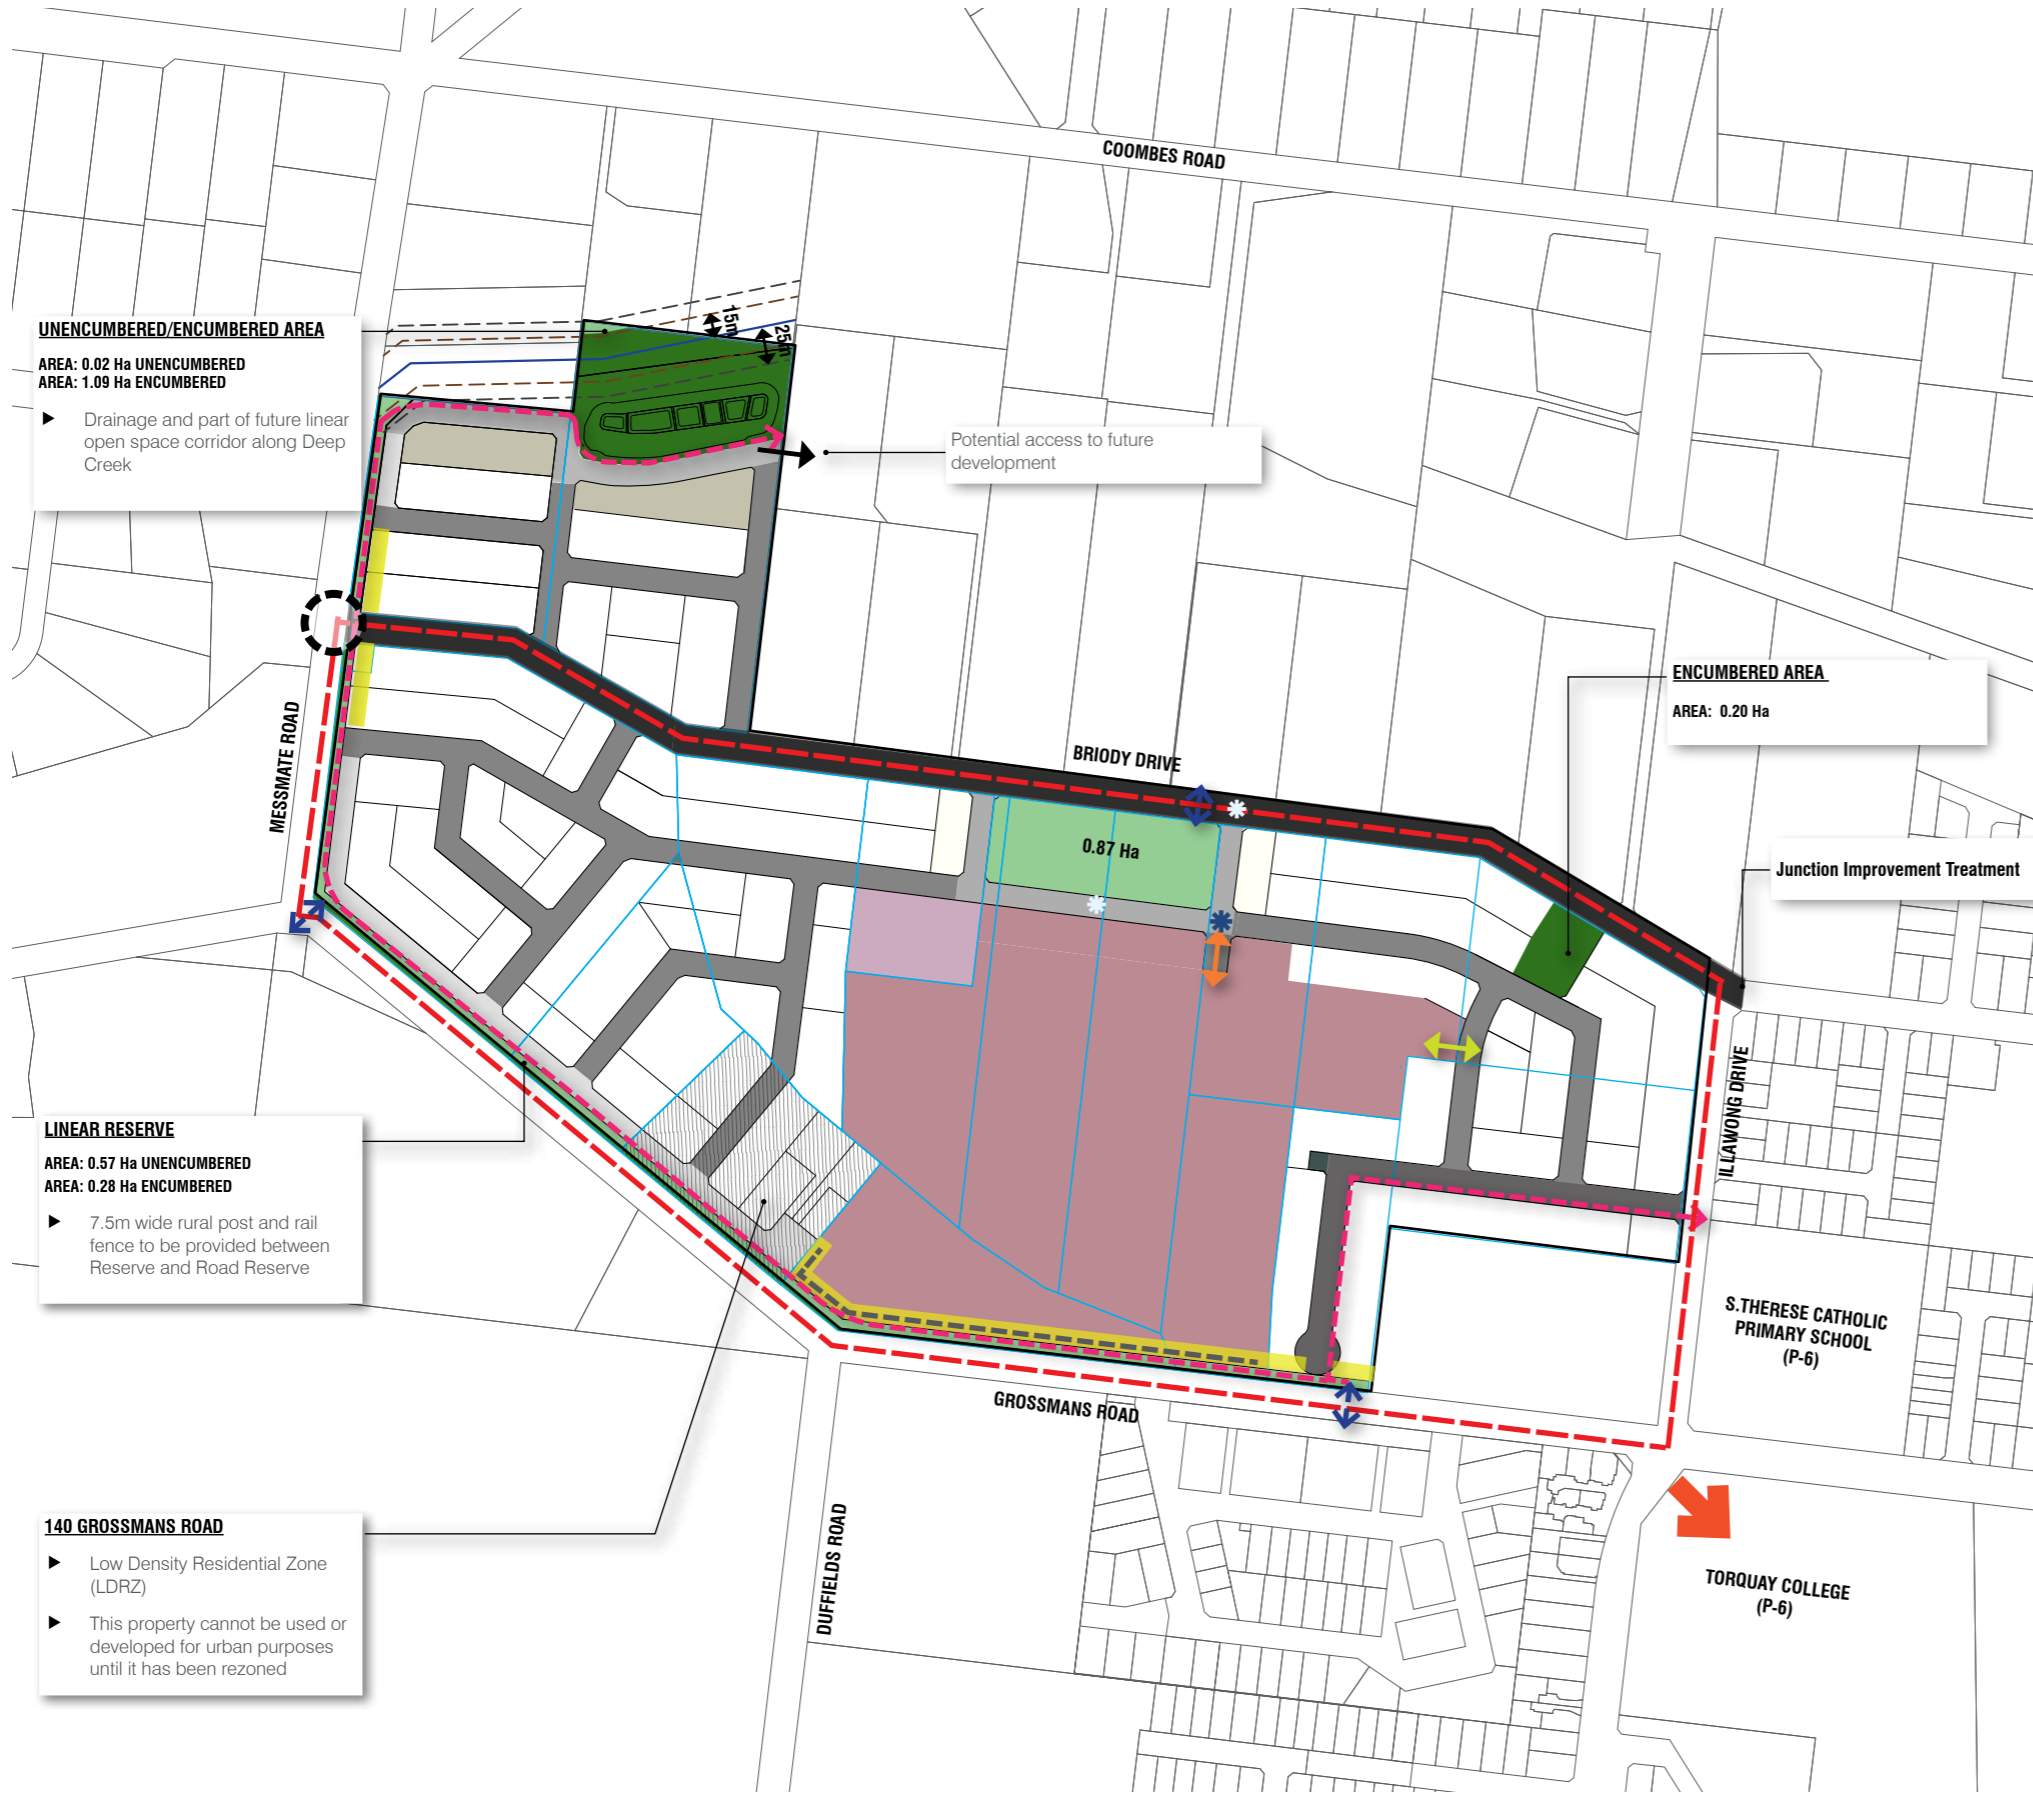 COOMBES ROAD
UNENCUMBERED/ENCUMBERED AREA
AREA: 0.02 Ha UNENCUMBERED
AREA: 1.09 Ha ENCUMBERED
Drainage and part of future linear
open space corridor along Deep
Creek
15m
25m
Potential access to future
development
ENCUMBERED AREA
AREA: 0.20 Ha
MESSMATE ROAD
BRIODY DRIVE
0.87 Ha
Junction Improvement Treatment
ILLAWONG DRIVE
LINEAR RESERVE
AREA: 0.57 Ha UNENCUMBERED
AREA: 0.28 Ha ENCUMBERED
7.5m wide rural post and rail
fence to be provided between
Reserve and Road Reserve
S.THERESE CATHOLIC
PRIMARY SCHOOL
(P-6)
GROSSMANS ROAD
140 GROSSMANS ROAD
Low Density Residential Zone
(LDRZ)
This property cannot be used or
developed for urban purposes
until it has been rezoned
DUFFIELDS ROAD
TORQUAY COLLEGE
(P-6)